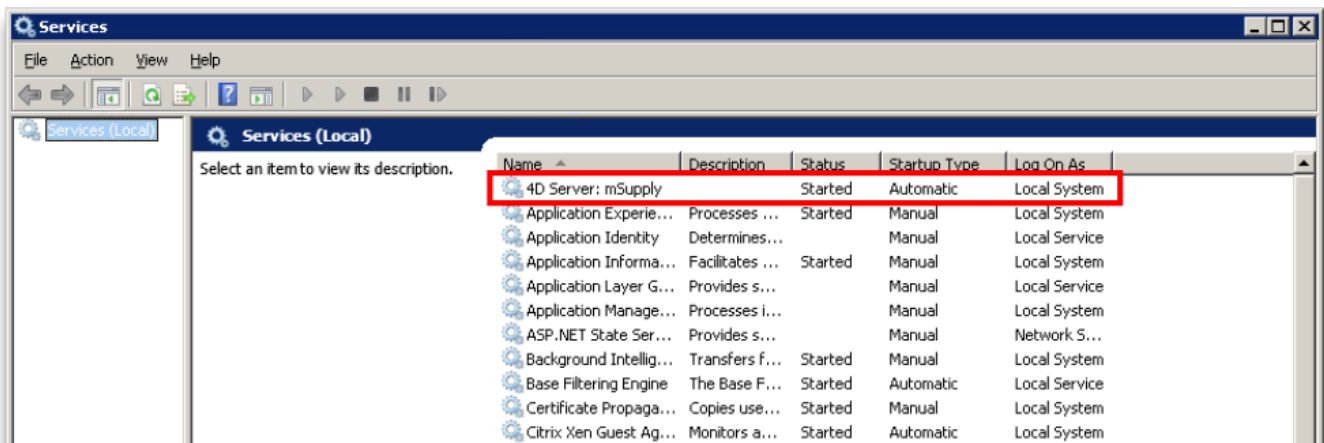 Services
File Action View Help
Services (Local)
Services (Local)
Select an item to view its description.
Name Description Status Startup Type Log On As
4D Server: mSupply Started Automatic Local System
Application Experie... Processes ... Started Manual Local System
Application Identity Determines... Manual Local Service
Application Informa... Facilitates ... Started Manual Local System
Application Layer G... Provides s... Manual Local Service
Application Manage... Processes i... Manual Local System
ASP.NET State Ser... Provides s... Manual Network S...
Background Intellig... Transfers f... Started Manual Local System
Base Filtering Engine The Base F... Started Automatic Local Service
Certificate Propaga... Copies use... Started Manual Local System
Citrix Xen Guest Ag... Monitors a... Started Automatic Local System